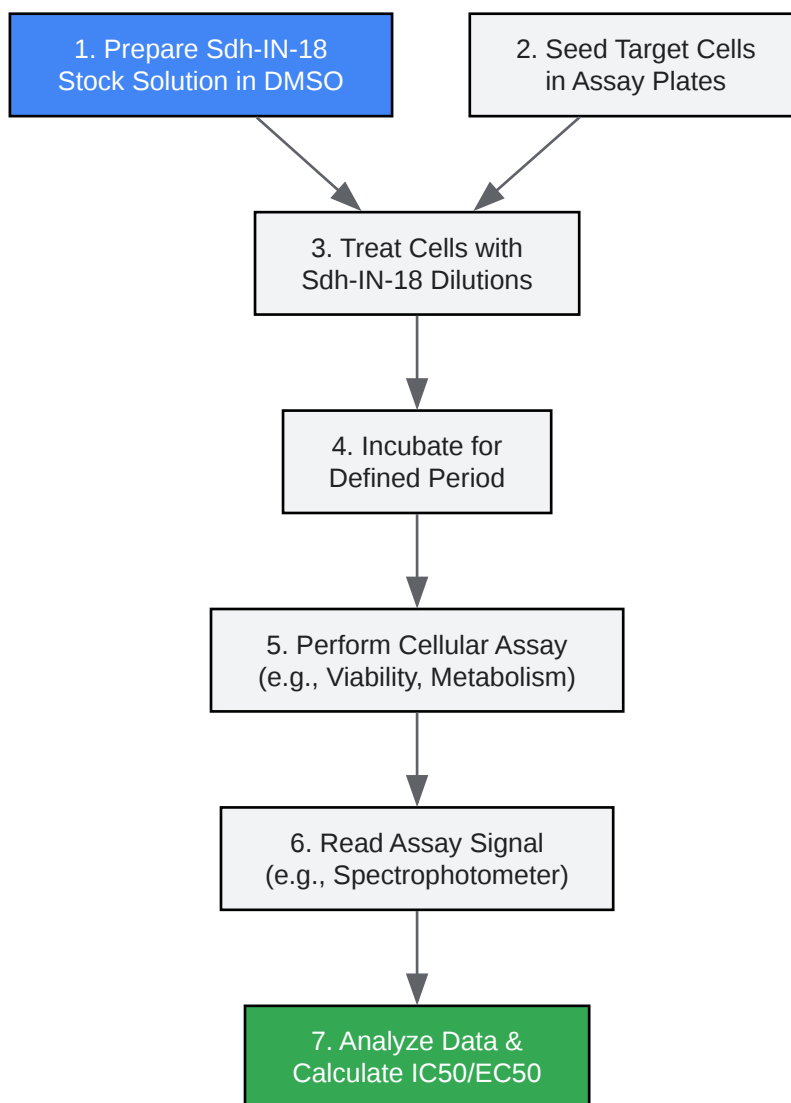 1. Prepare Sdh-IN-18
Stock Solution in DMSO
2. Seed Target Cells
in Assay Plates
3. Treat Cells with
Sdh-IN-18 Dilutions
4. Incubate for
Defined Period
5. Perform Cellular Assay
(e.g., Viability, Metabolism)
6. Read Assay Signal
(e.g., Spectrophotometer)
7. Analyze Data &
Calculate IC50/EC50